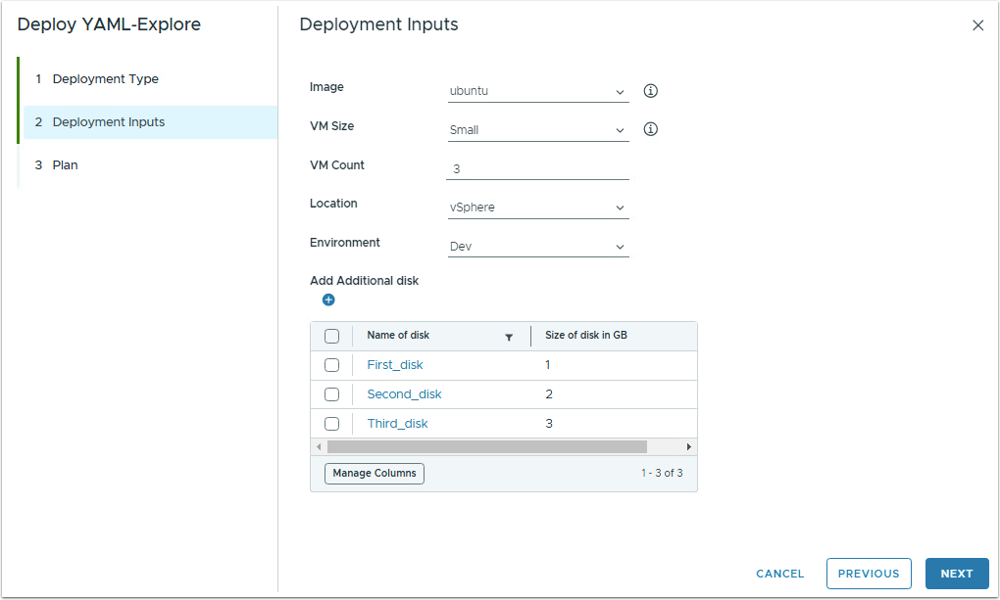 Deploy YAML-Explore
1 Deployment Type
2 Deployment Inputs
3 Plan
Deployment Inputs
Image ubuntu
VM Size Small
VM Count 3
Location vSphere
Environment Dev
Add Additional disk
Name of disk Size of disk in GB
First_disk 1
Second_disk 2
Third_disk 3
Manage Columns 1 - 3 of 3
CANCEL PREVIOUS NEXT